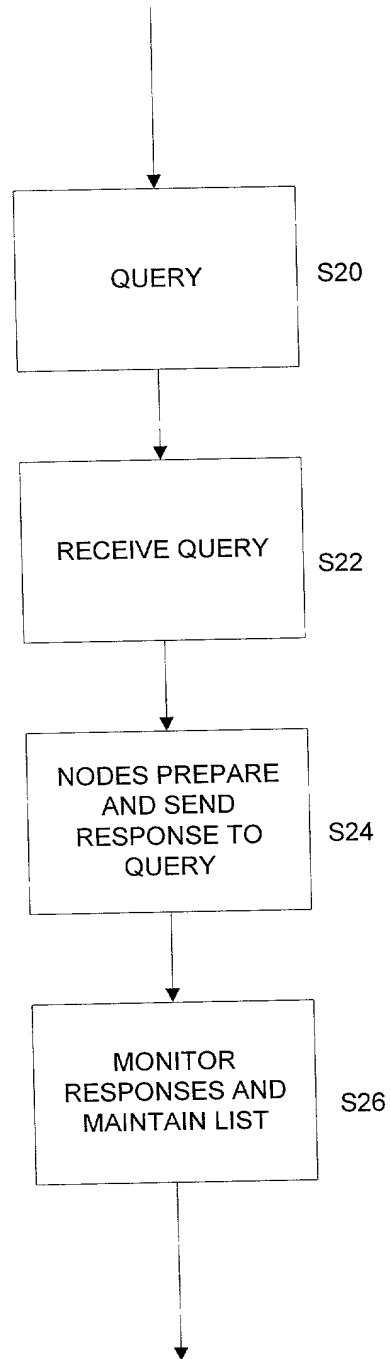 QUERY
S20
RECEIVE QUERY
S22
NODES PREPARE
AND SEND
RESPONSE TO
QUERY
S24
MONITOR
RESPONSES AND
MAINTAIN LIST
S26